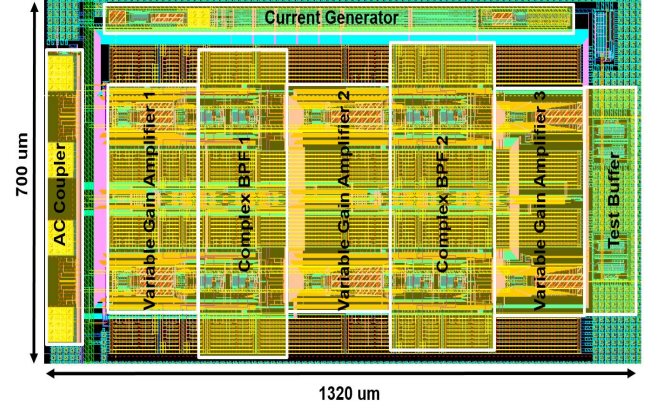 Current Generator
700 um
AC Coupler
Variable Gain Amplifier 1
Complex BPF 1
Variable Gain Amplifier 2
Complex BPF 2
Variable Gain Amplifier 3
Test Buffer
1320 um